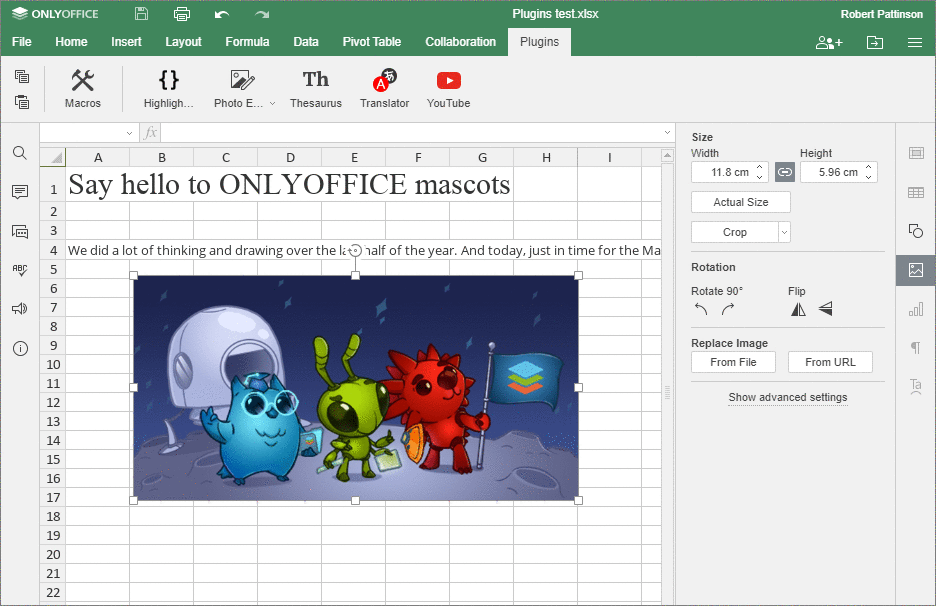 ONLYOFFICE
Plugins test.xlsx
Robert Pattinson
File Home Insert Layout Formula Data Pivot Table Collaboration Plugins
Macros
{ }
Highligh...
Photo E...
Th
Thesaurus
A
Translator
YouTube
fx
A B C D E F G H I
1 Say hello to ONLYOFFICE mascots
2
3
4 We did a lot of thinking and drawing over the la half of the year. And today, just in time for the Ma
5
6
7
8
9
10
11
12
13
14
15
16
17
18
19
20
21
22
ABC
Size
Width Height
11.8 cm 5.96 cm
Actual Size
Crop
Rotation
Rotate 90° Flip
Replace Image
From File From URL
Show advanced settings
Ta